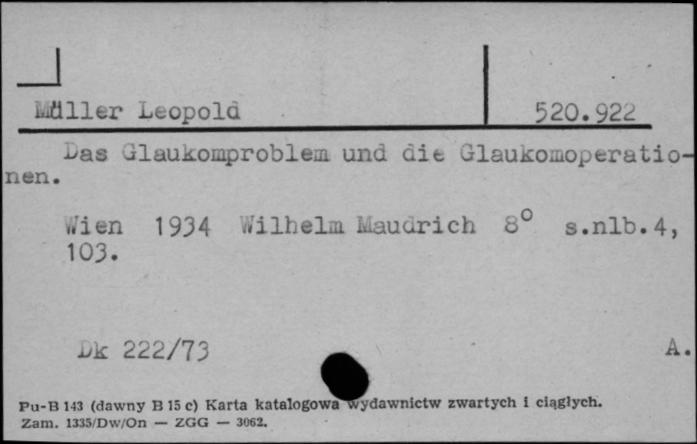 Müller Leopold 520.922
Das Glaukomproblem und die Glaukomoperatio-
nen.
Wien 1934 Wilhelm Maudrich 8° s.nlb.4,
103.
Dk 222/73 A.
Pu-B 143 (dawny B 15 c) Karta katalogowa wydawnictw zwartych i ciągłych.
Zam. 1335/Dw/On — ZGG — 3062.